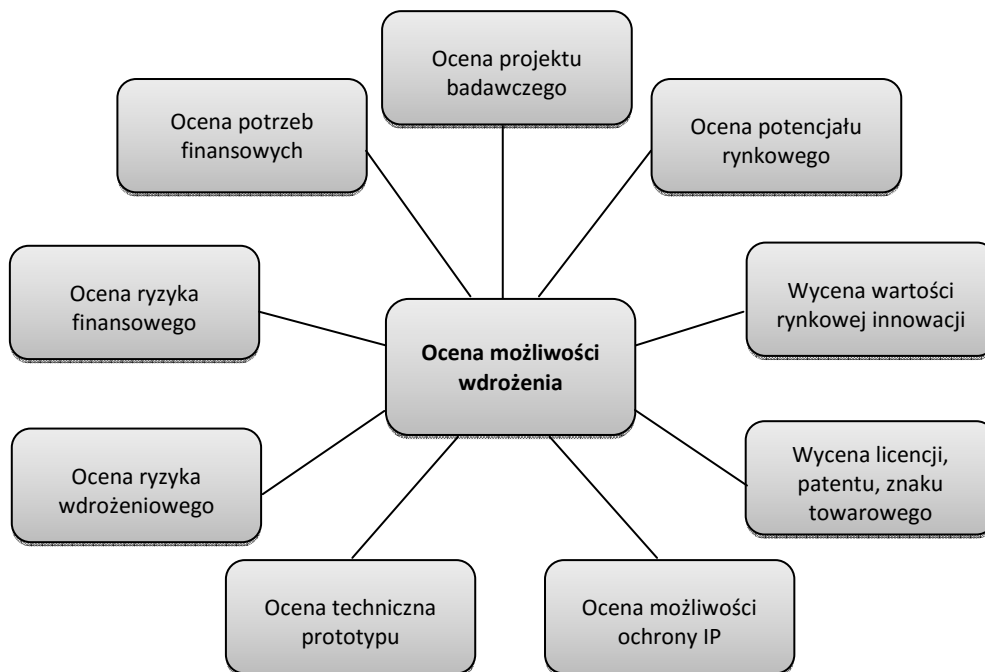 Ocena projektu
badawczego
Ocena potrzeb
finansowych
Ocena potencjału
rynkowego
Ocena ryzyka
finansowego
Wycena wartości
rynkowej innowacji
Ocena możliwości
wdrożenia
Ocena ryzyka
wdrożeniowego
Wycena licencji,
patentu, znaku
towarowego
Ocena techniczna
prototypu
Ocena możliwości
ochrony IP